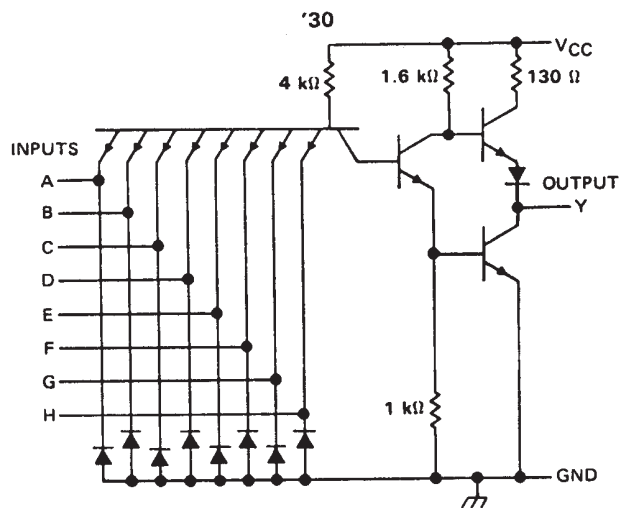 '30
VCC
4 kΩ
1.6 kΩ
130 Ω
INPUTS
A
B
C
D
E
F
G
H
OUTPUT
Y
1 kΩ
GND